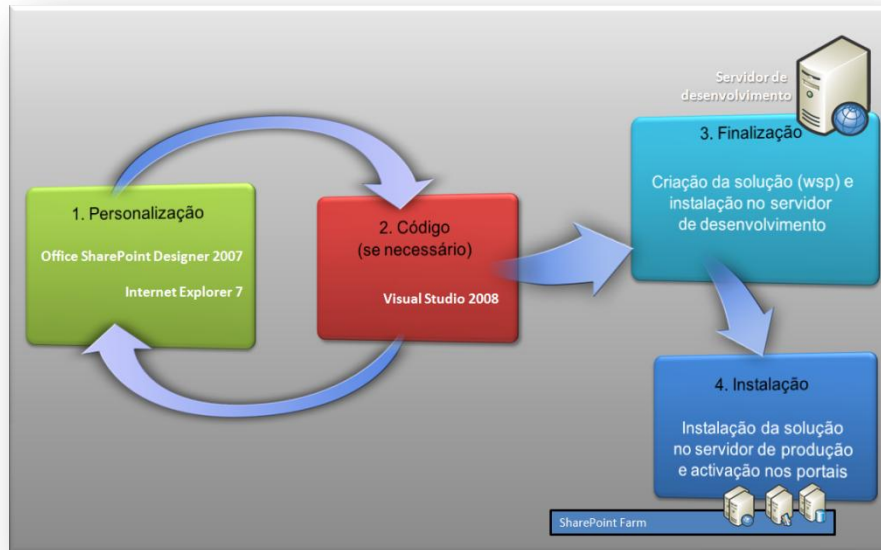 Servidor de
desenvolvimento
1. Personalização
Office SharePoint Designer 2007
Internet Explorer 7
2. Código
(se necessário)
Visual Studio 2008
3. Finalização
Criação da solução (wsp) e
instalação no servidor
de desenvolvimento
4. Instalação
Instalação da solução
no servidor de produção
e activação nos portais
SharePoint Farm